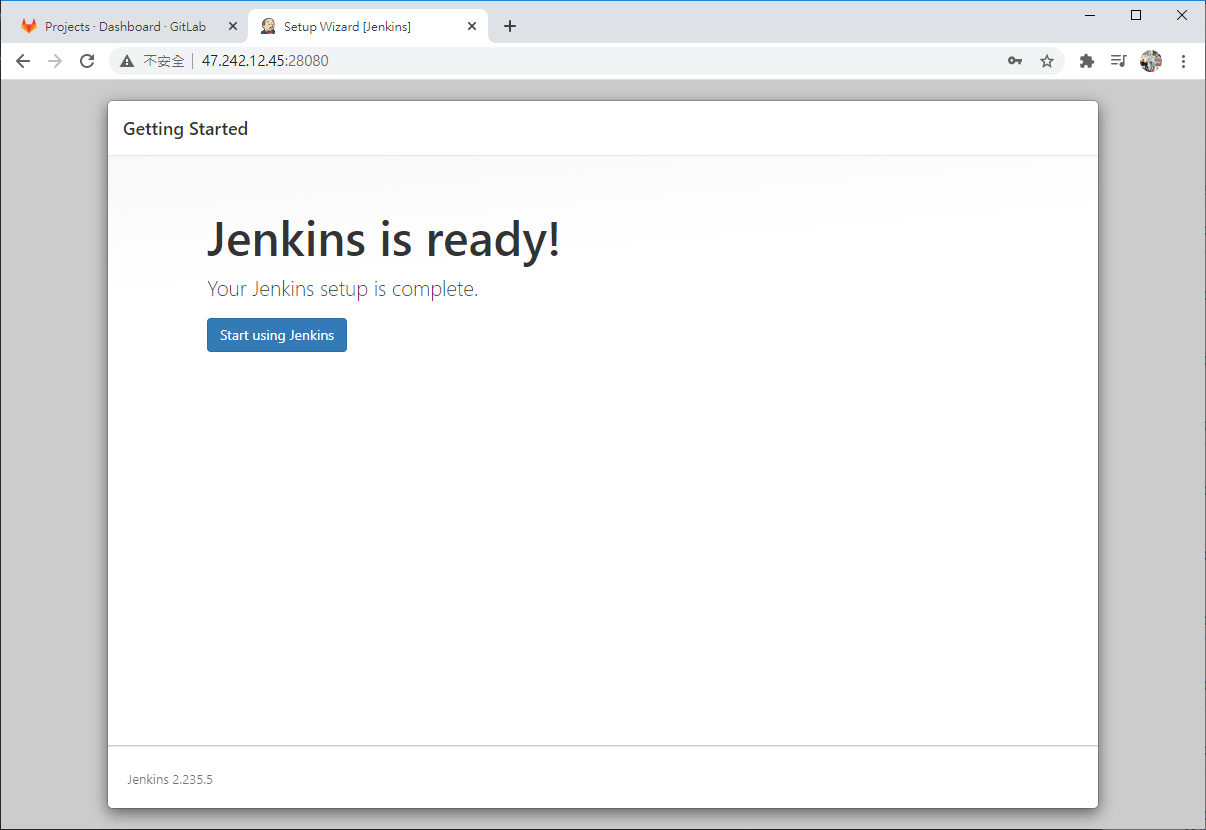 Projects · Dashboard · GitLab
Setup Wizard [Jenkins]
不安全
47.242.12.45:28080
Getting Started
Jenkins is ready!
Your Jenkins setup is complete.
Start using Jenkins
Jenkins 2.235.5